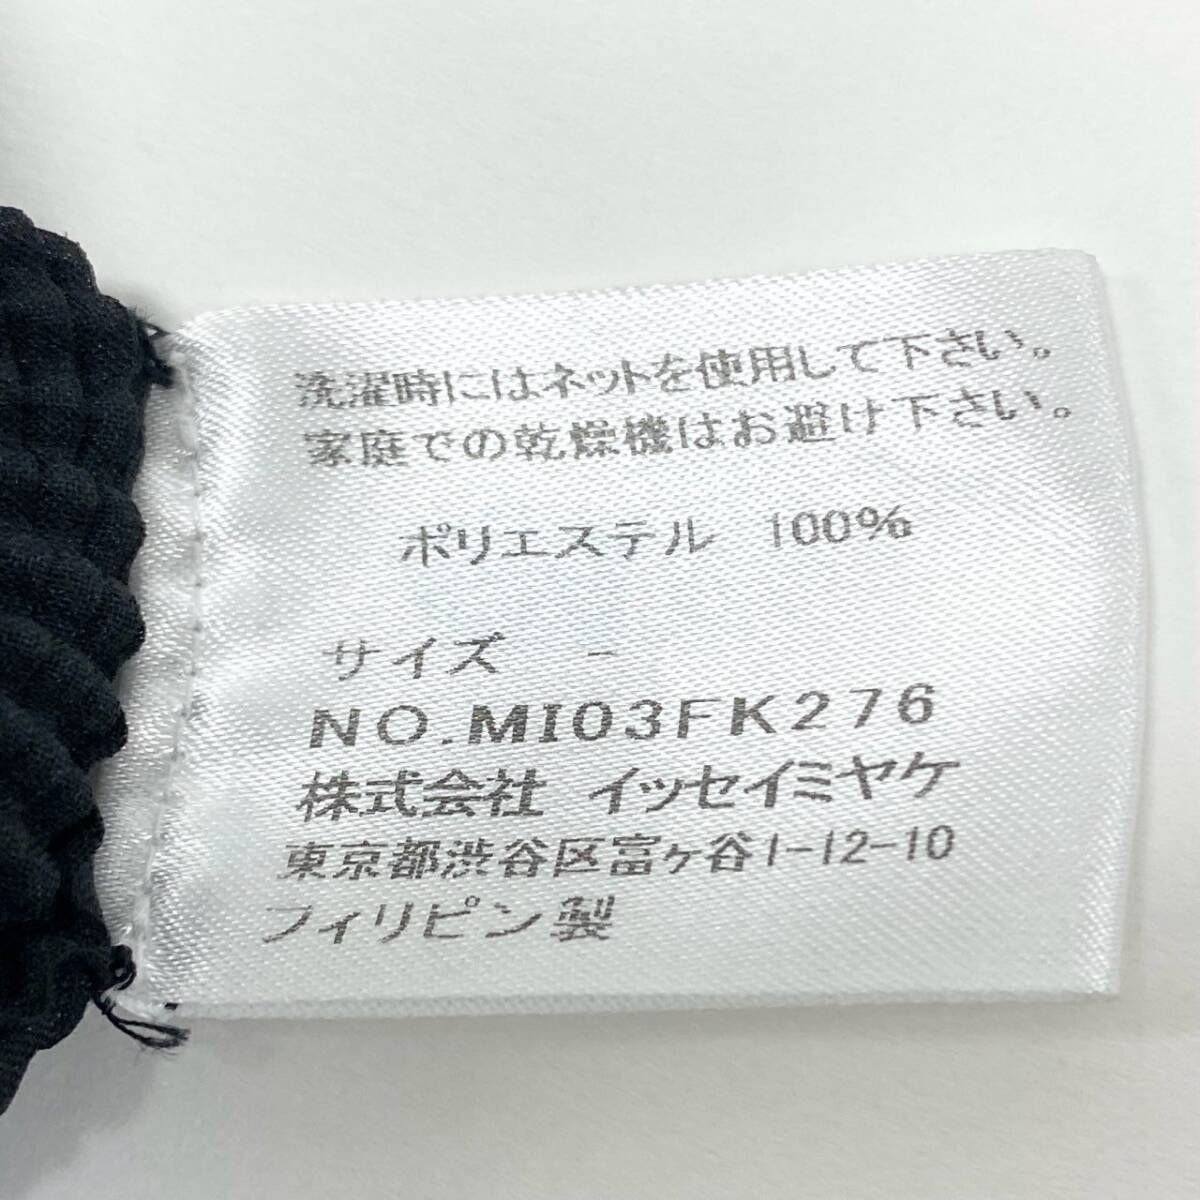 洗濯時にはネットを使用して下さい。
家庭での乾燥機はお避け下さい。
ポリエステル 100%
サイズ -
NO.MI03FK276
株式会社 イッセイミヤケ
東京都渋谷区富ヶ谷1-12-10
フィリピン製